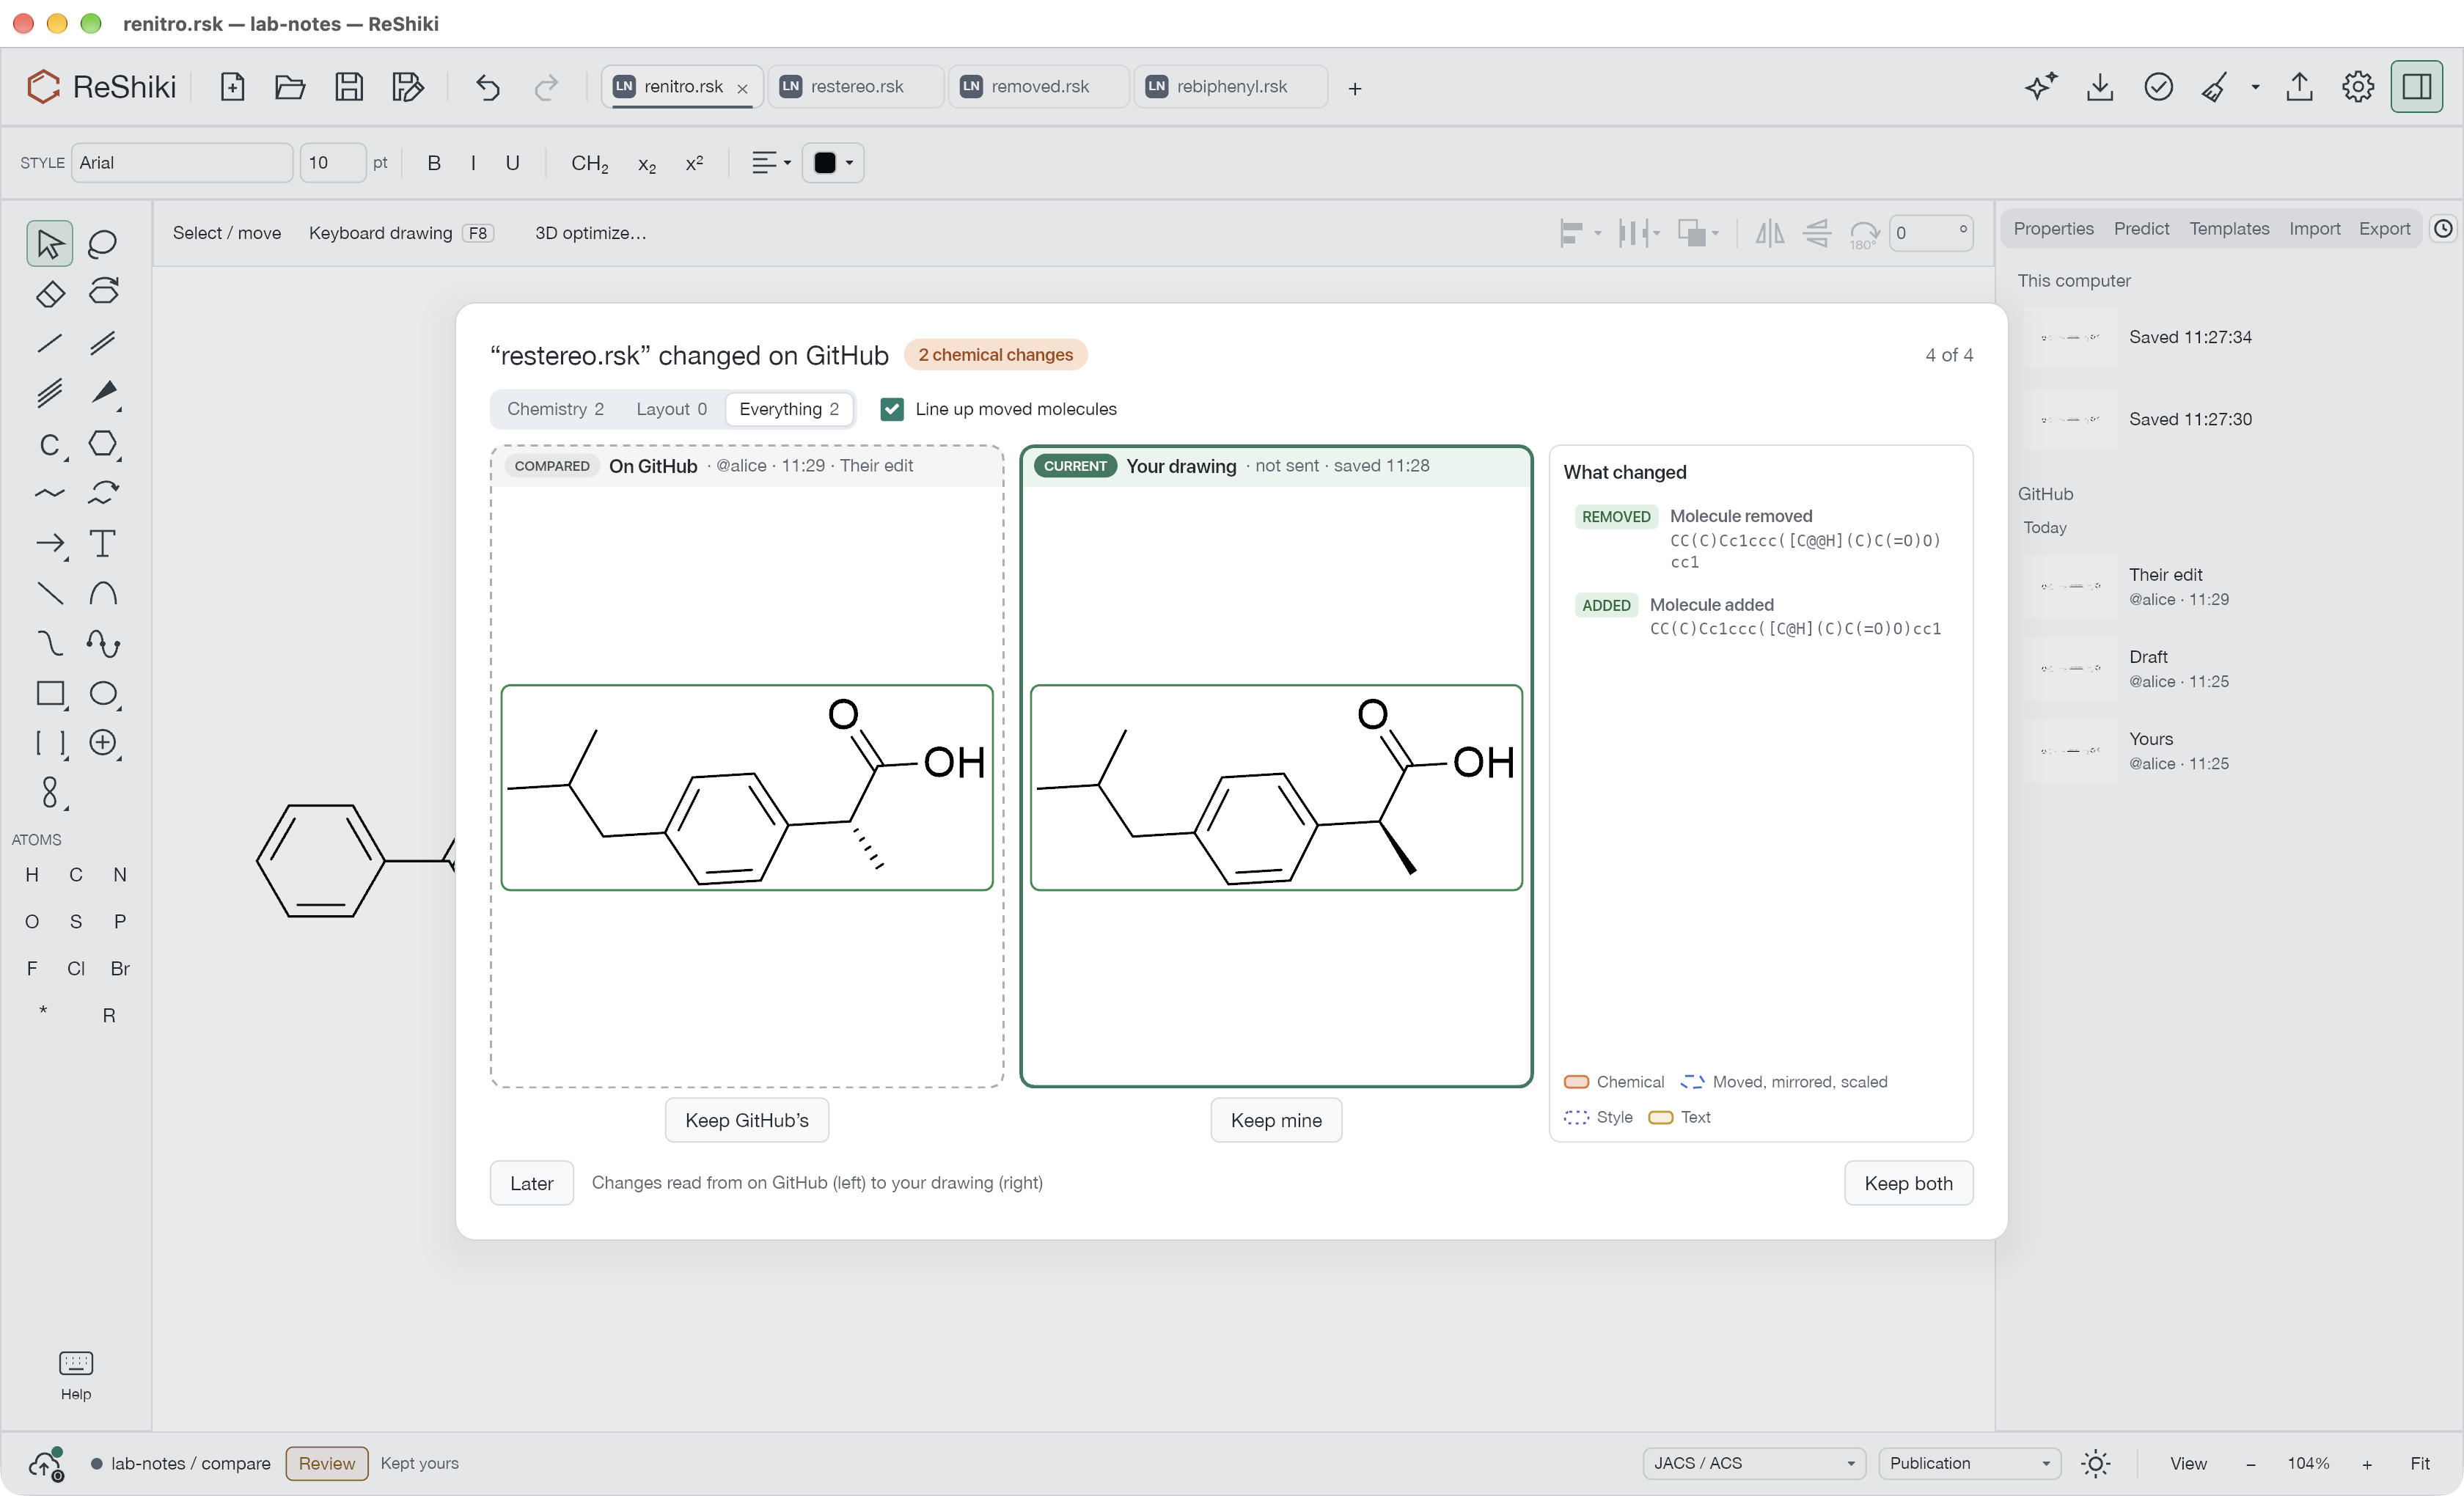 renitro.rsk — lab-notes — ReShiki
ReShiki
LN renitro.rsk ×
LN restereo.rsk
LN removed.rsk
LN rebiphenyl.rsk
+
STYLE Arial 10 pt B I U CH₂ x₂ x²
Select / move Keyboard drawing F8 3D optimize…
180° 0 °
Properties Predict Templates Import Export
This computer
Saved 11:27:34
Saved 11:27:30
GitHub
Today
Their edit
@alice · 11:29
Draft
@alice · 11:25
Yours
@alice · 11:25
“restereo.rsk” changed on GitHub 2 chemical changes 4 of 4
Chemistry 2 Layout 0 Everything 2 Line up moved molecules
COMPARED On GitHub · @alice · 11:29 · Their edit
O
OH
Keep GitHub’s
CURRENT Your drawing · not sent · saved 11:28
O
OH
Keep mine
What changed
REMOVED Molecule removed
CC(C)Cc1ccc([C@@H](C)C(=O)O)
cc1
ADDED Molecule added
CC(C)Cc1ccc([C@H](C)C(=O)O)cc1
Chemical Moved, mirrored, scaled
Style Text
Later Changes read from on GitHub (left) to your drawing (right) Keep both
C
T
[ ]
ATOMS
H C N
O S P
F Cl Br
* R
Help
0 lab-notes / compare Review Kept yours
JACS / ACS Publication View − 104% + Fit